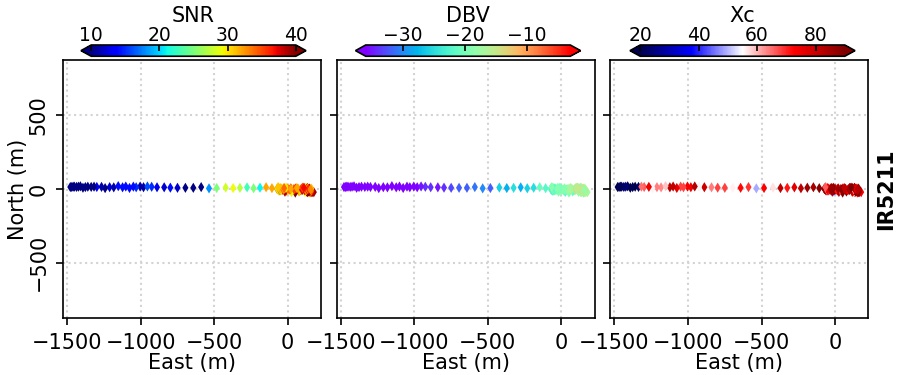 SNR DBV Xc
10 20 30 40 −30 −20 −10 20 40 60 80
500
0
−500
North (m)
IR5211
−1500 −1000 −500 0 −1500 −1000 −500 0 −1500 −1000 −500 0
East (m) East (m) East (m)